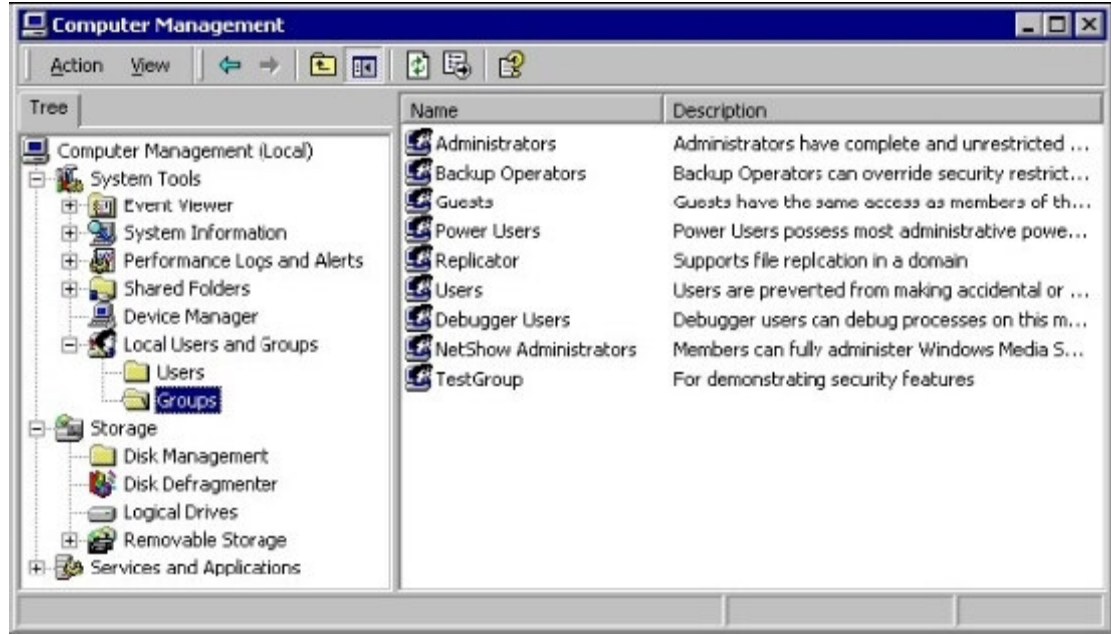 Computer Management
Action View
Tree
Computer Management (Local)
System Tools
Event Viewer
System Information
Performance Logs and Alerts
Shared Folders
Device Manager
Local Users and Groups
Users
Groups
Storage
Disk Management
Disk Defragmenter
Logical Drives
Removable Storage
Services and Applications
Name Description
Administrators Administrators have complete and unrestricted ...
Backup Operators Backup Operators can override security restrict...
Guests Guests have the same access as members of th...
Power Users Power Users possess most administrative powe...
Replicator Supports file replcation in a domain
Users Users are preverted from making accidental or ...
Debugger Users Debugger users can debug processes on this m...
NetShow Administrators Members can fully administer Windows Media S...
TestGroup For demonstrating security features